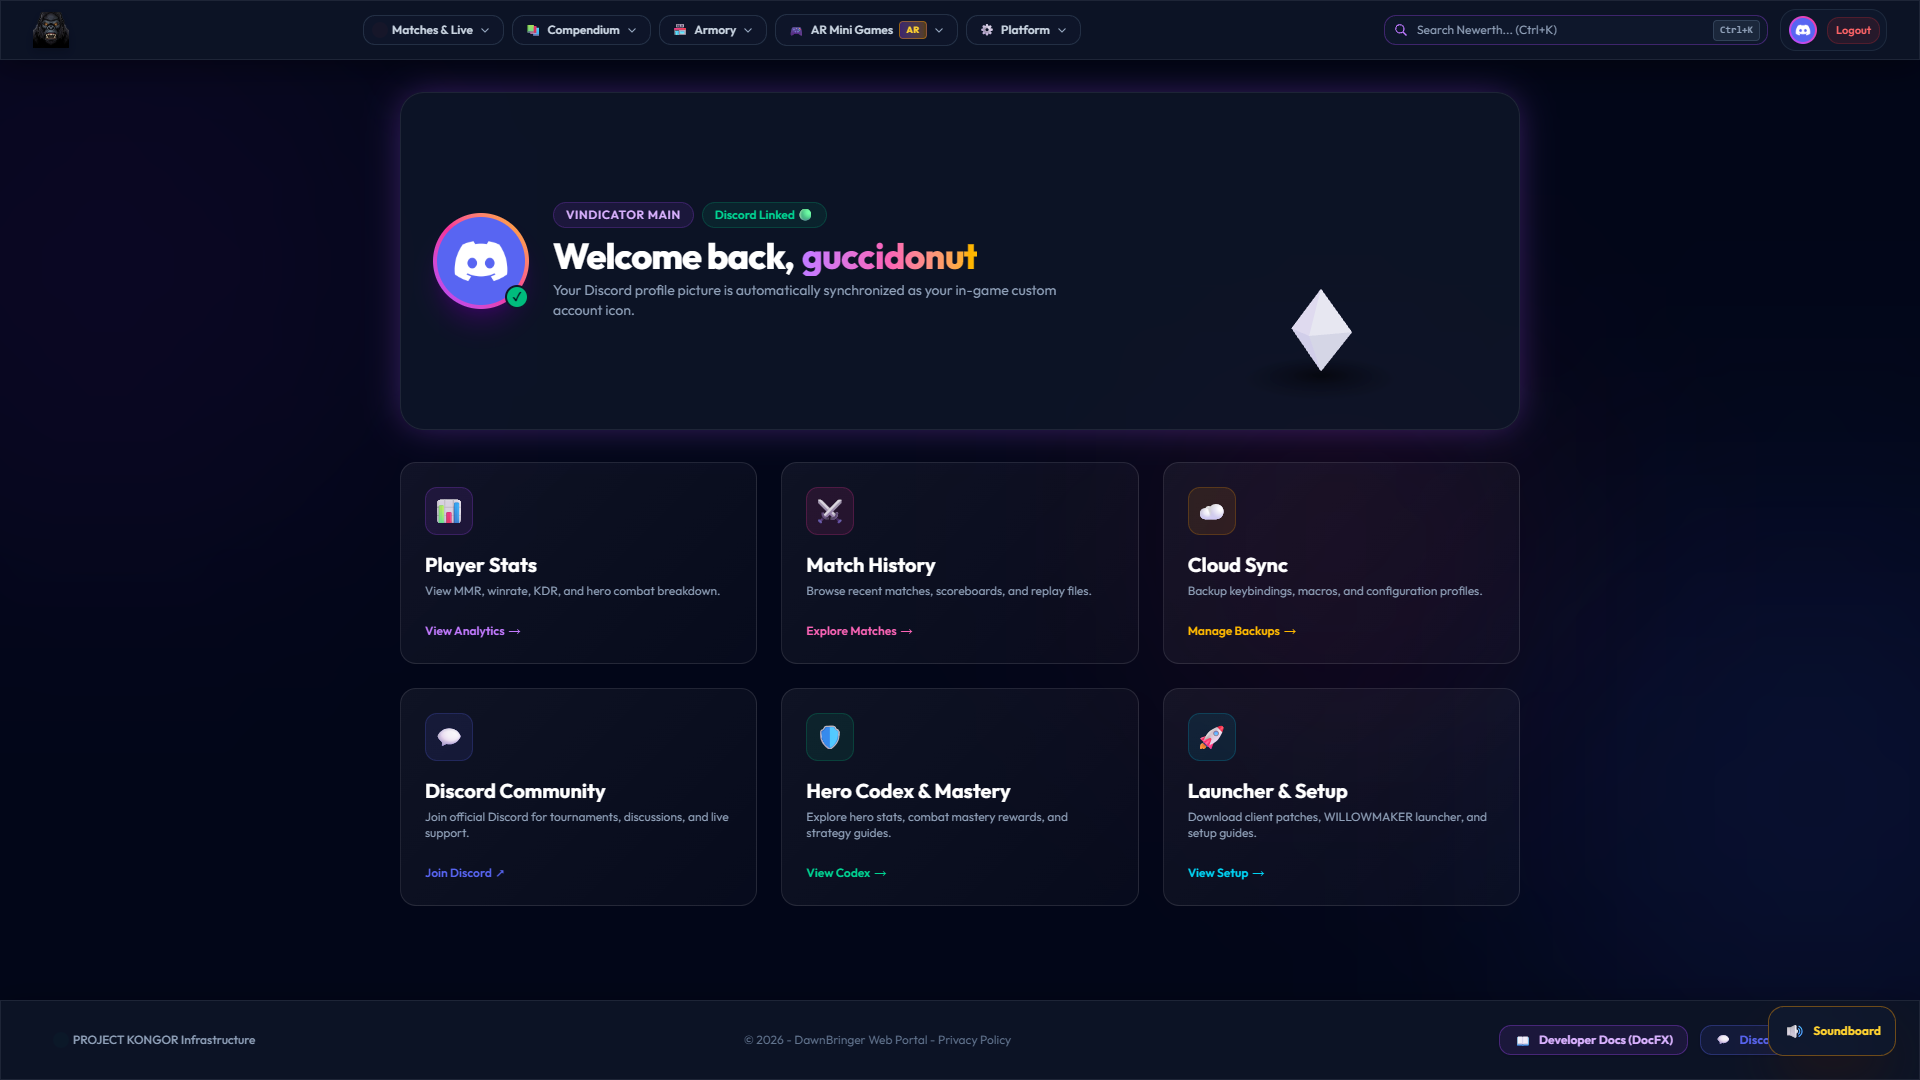 Matches & Live
Compendium
Armory
AR Mini Games AR
Platform
Search Newerth... (Ctrl+K)
Ctrl+K
Logout
VINDICATOR MAIN
Discord Linked
Welcome back, guccidonut
Your Discord profile picture is automatically synchronized as your in-game custom
account icon.
Player Stats
View MMR, winrate, KDR, and hero combat breakdown.
View Analytics →
Match History
Browse recent matches, scoreboards, and replay files.
Explore Matches →
Cloud Sync
Backup keybindings, macros, and configuration profiles.
Manage Backups →
Discord Community
Join official Discord for tournaments, discussions, and live
support.
Join Discord ↗
Hero Codex & Mastery
Explore hero stats, combat mastery rewards, and
strategy guides.
View Codex →
Launcher & Setup
Download client patches, WILLOWMAKER launcher, and
setup guides.
View Setup →
PROJECT KONGOR Infrastructure
© 2026 - DawnBringer Web Portal - Privacy Policy
Developer Docs (DocFX)
Soundboard